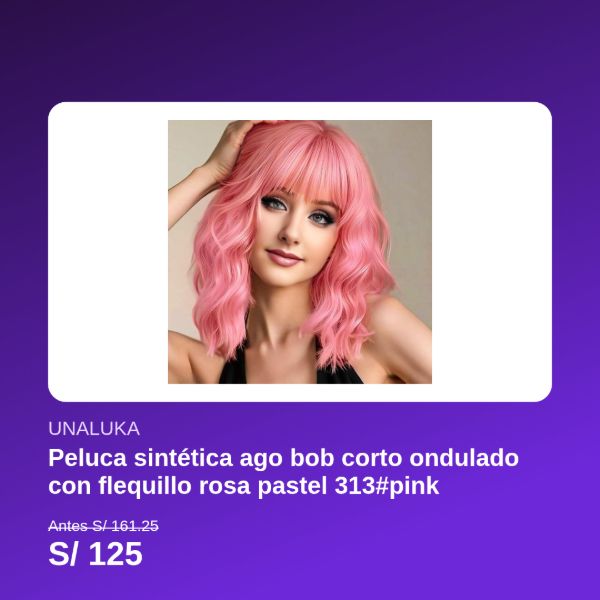 UNALUKA
Peluca sintética ago bob corto ondulado
con flequillo rosa pastel 313#pink
Antes S/ 161.25
S/ 125